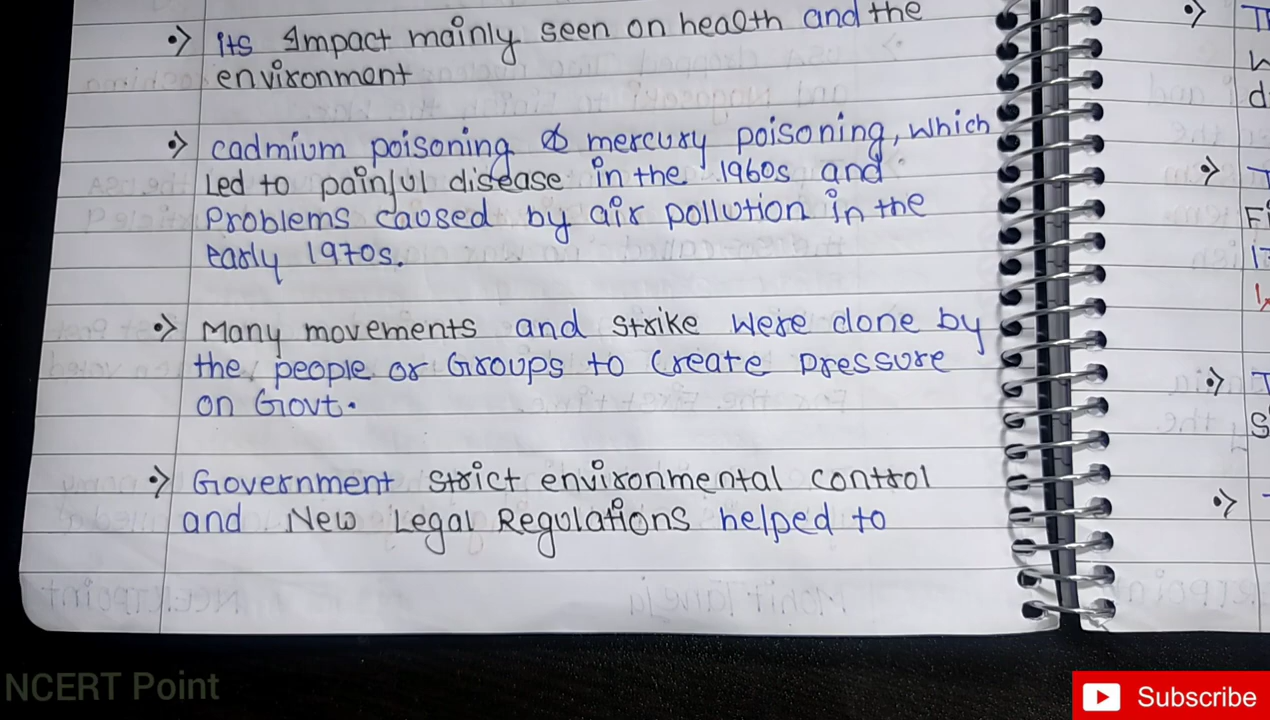 •> its Impact mainly seen on health and the
environment
•> cadmium poisoning & mercury poisoning, which
Led to painful disease in the 1960s and
Problems caused by air pollution in the
early 1970s.
•> Many movements and strike were done by
the people or Groups to Create pressure
on Govt.
•> Government strict environmental control
and New Legal Regulations helped to
NCERT Point
Subscribe